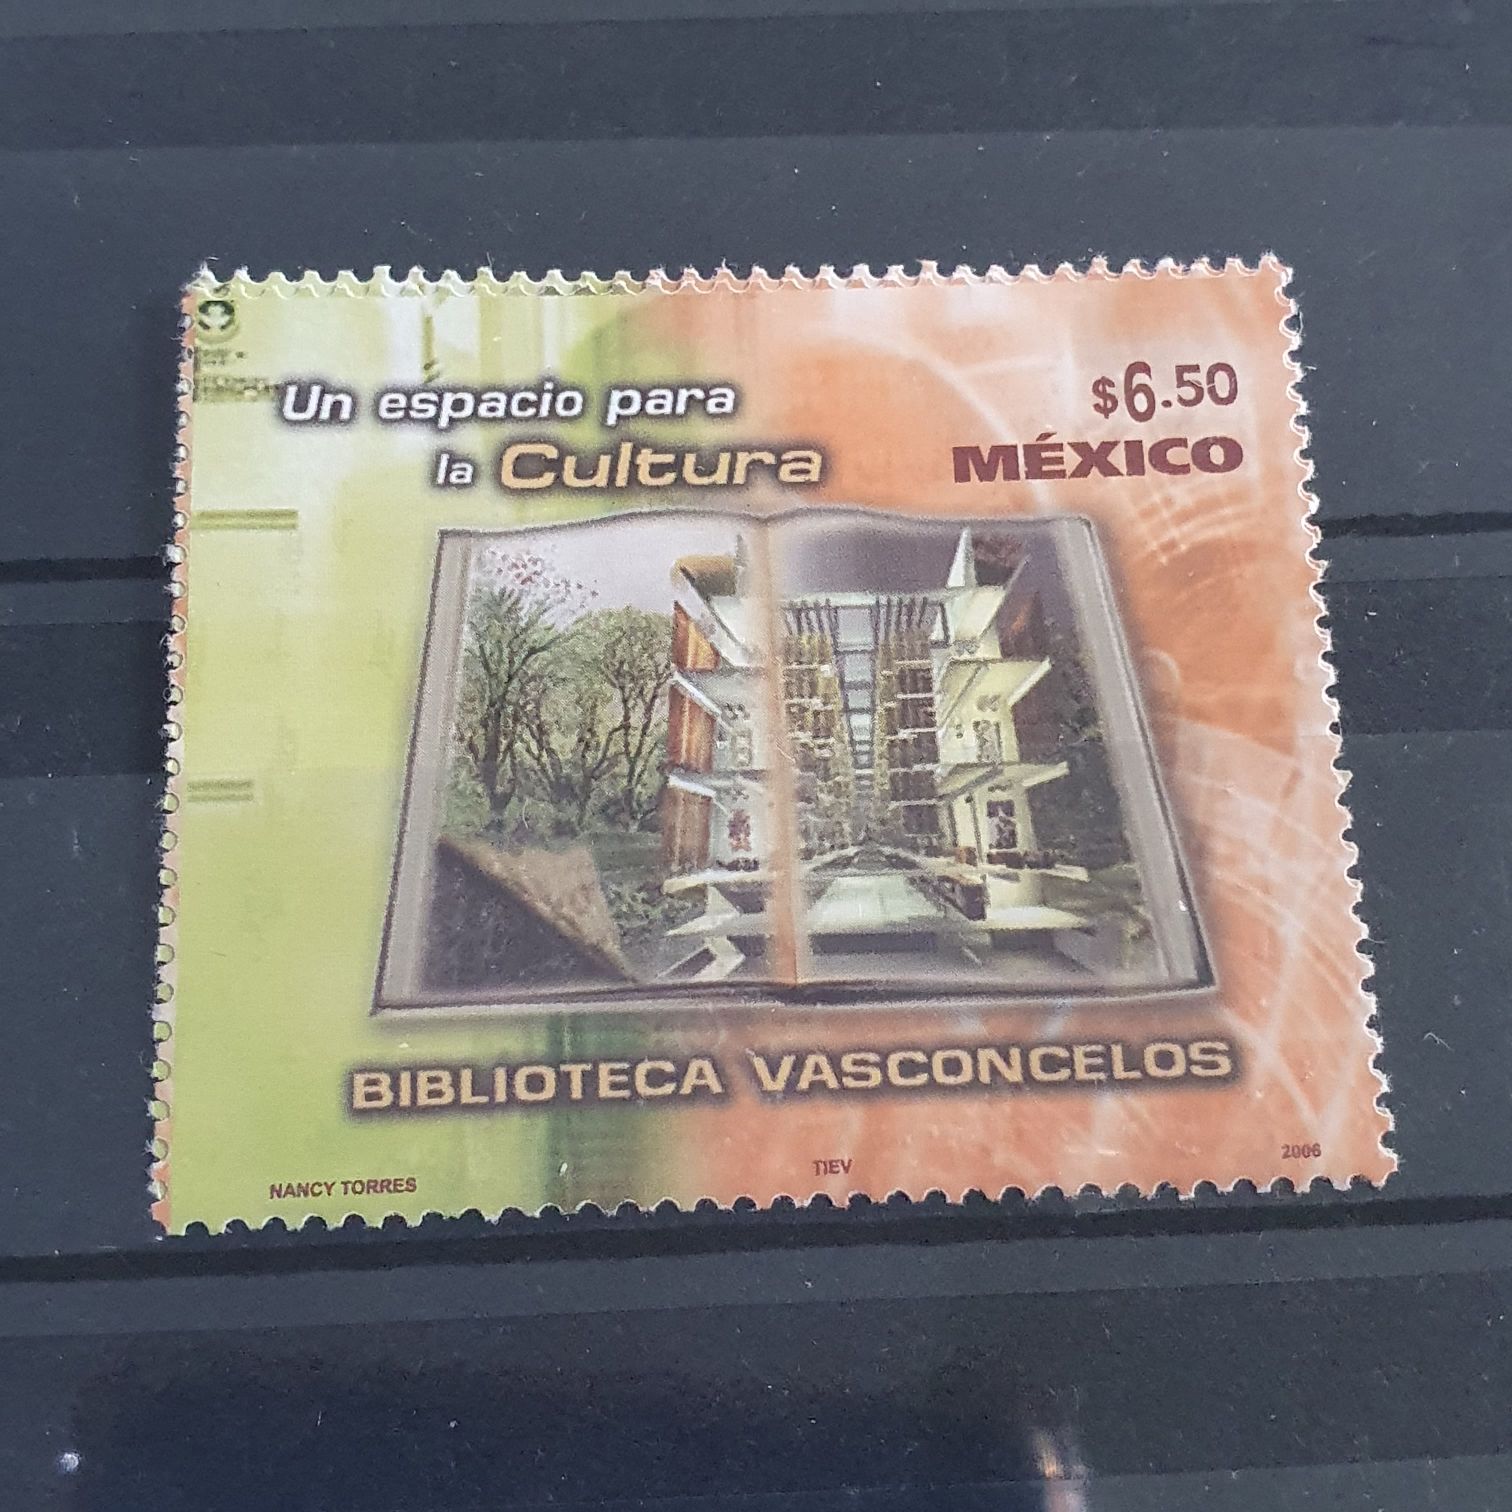 Un espacio para
la Cultura
$6.50
MÉXICO
BIBLIOTECA VASCONCELOS
NANCY TORRES
TIEV
2006